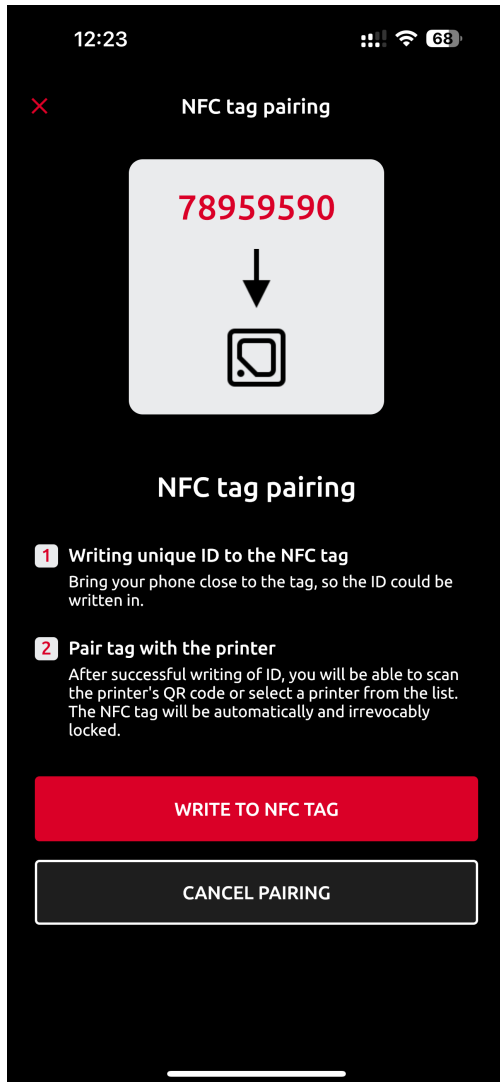 12:23
68
NFC tag pairing
78959590
NFC tag pairing
1 Writing unique ID to the NFC tag
Bring your phone close to the tag, so the ID could be
written in.
2 Pair tag with the printer
After successful writing of ID, you will be able to scan
the printer's QR code or select a printer from the list.
The NFC tag will be automatically and irrevocably
locked.
WRITE TO NFC TAG
CANCEL PAIRING